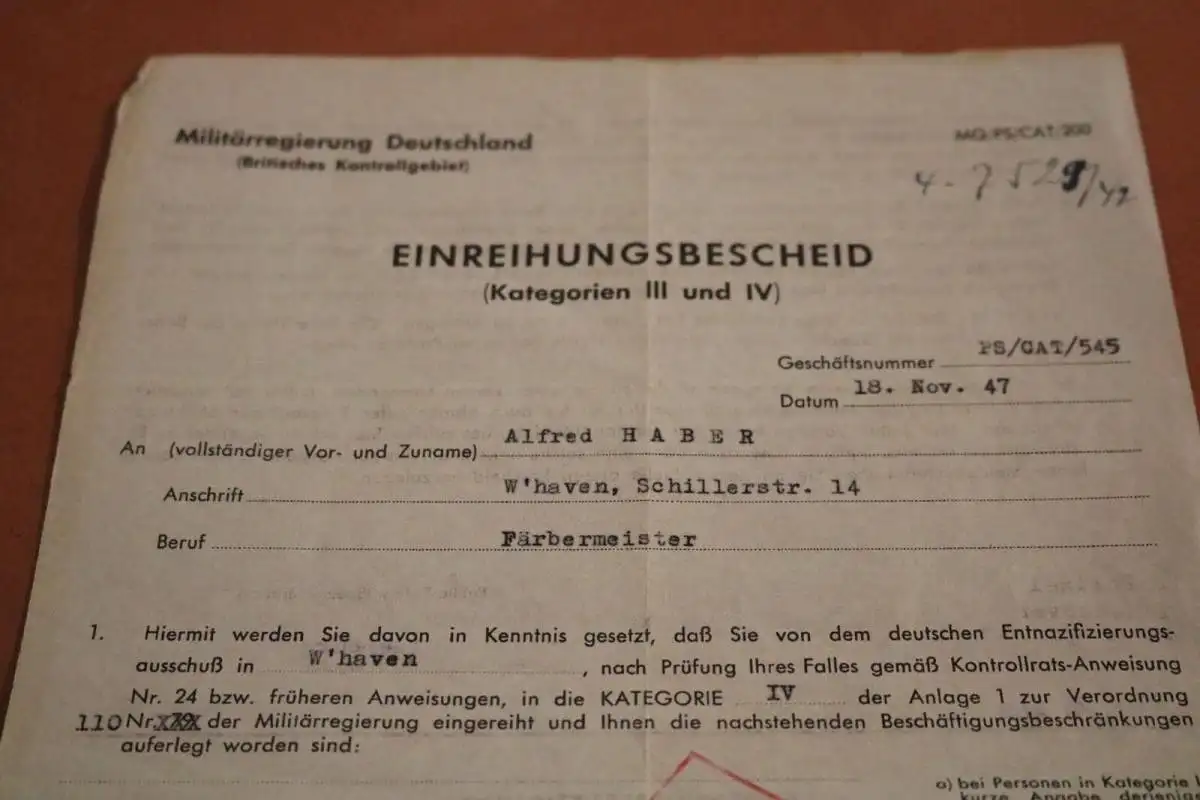 Militärregierung Deutschland
(Britisches Kontrollgebiet)
MG/PS/CAT/200
4-7529/47
EINREIHUNGSBESCHEID
(Kategorien III und IV)
Geschäftsnummer PS/CAT/545
Datum 18. Nov. 47
An (vollständiger Vor- und Zuname) Alfred HABER
Anschrift W'haven, Schillerstr. 14
Beruf Färbermeister
1. Hiermit werden Sie davon in Kenntnis gesetzt, daß Sie von dem deutschen Entnazifizierungs-
ausschuß in W'haven, nach Prüfung Ihres Falles gemäß Kontrollrats-Anweisung
Nr. 24 bzw. früheren Anweisungen, in die KATEGORIE IV der Anlage 1 zur Verordnung
110 Nr. der Militärregierung eingereiht und Ihnen die nachstehenden Beschäftigungsbeschränkungen
auferlegt worden sind:
a) bei Personen in Kategorie
kurze Angabe